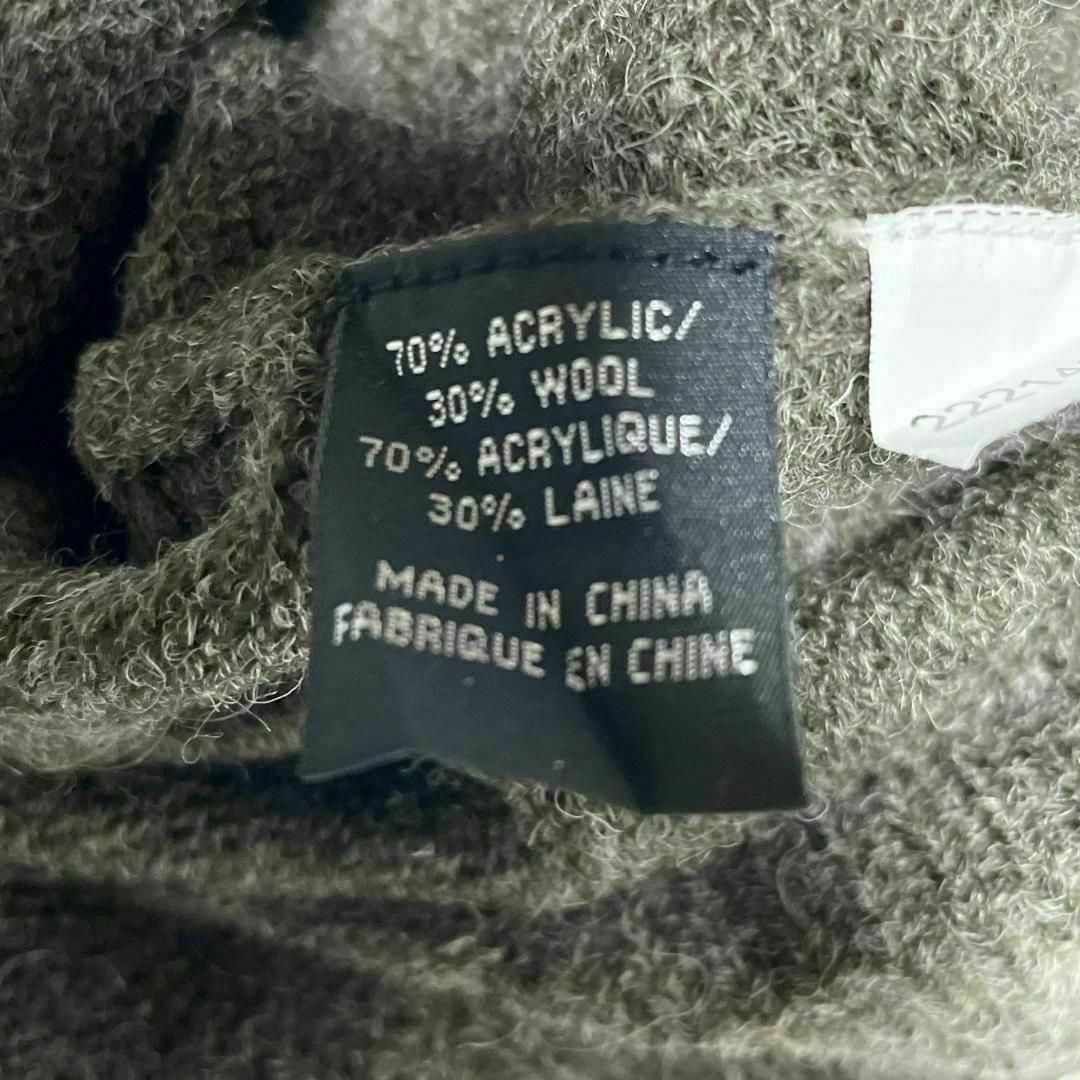 70% ACRYLIC/
30% WOOL
70% ACRYLIQUE/
30% LAINE
MADE IN CHINA
FABRIQUE EN CHINE